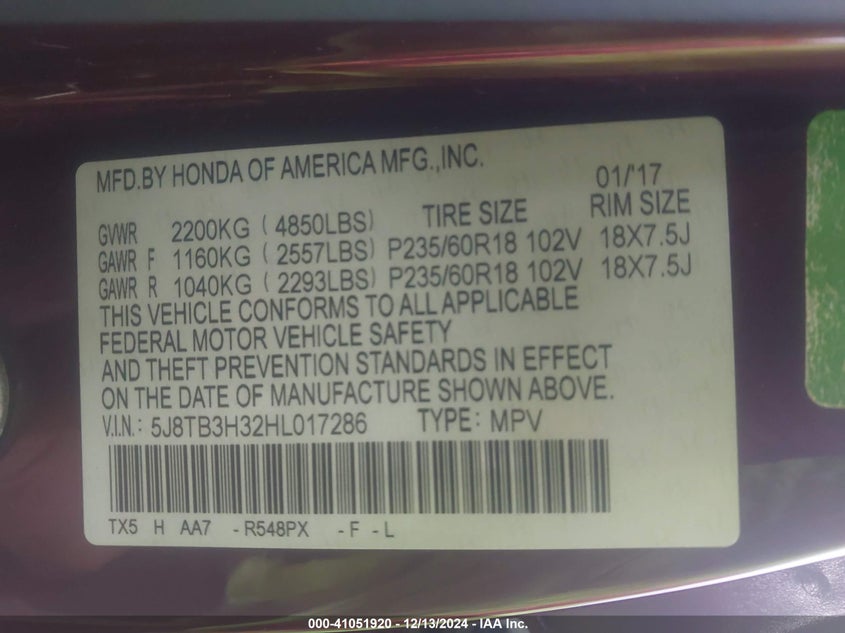 MFD.BY HONDA OF AMERICA MFG.,INC.
01/'17
GVWR 2200KG ( 4850LBS) TIRE SIZE RIM SIZE
GAWR F 1160KG ( 2557LBS) P235/60R18 102V 18X7.5J
GAWR R 1040KG ( 2293LBS) P235/60R18 102V 18X7.5J
THIS VEHICLE CONFORMS TO ALL APPLICABLE
FEDERAL MOTOR VEHICLE SAFETY
AND THEFT PREVENTION STANDARDS IN EFFECT
ON THE DATE OF MANUFACTURE SHOWN ABOVE.
V.I.N.: 5J8TB3H32HL017286 TYPE: MPV
TX5 H AA7 - R548PX - F - L
000-41051920 - 12/13/2024 - IAA Inc.